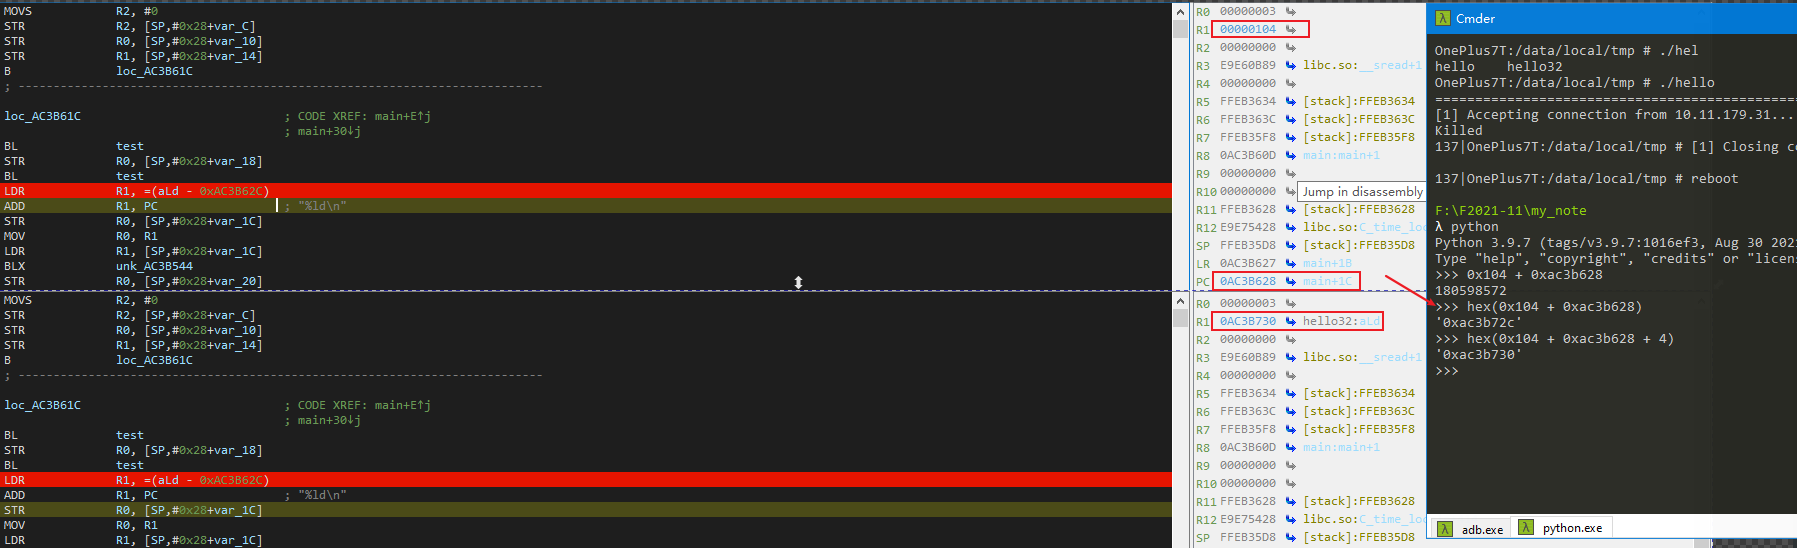 MOVS R2, #0
STR R2, [SP,#0x28+var_C]
STR R0, [SP,#0x28+var_10]
STR R1, [SP,#0x28+var_14]
B loc_AC3B61C
; ---------------------------------------------------------------------------
loc_AC3B61C ; CODE XREF: main+E↑j
; main+30↓j
BL test
STR R0, [SP,#0x28+var_18]
BL test
LDR R1, =(aLd - 0xAC3B62C)
ADD R1, PC ; "%ld\n"
STR R0, [SP,#0x28+var_1C]
MOV R0, R1
LDR R1, [SP,#0x28+var_1C]
BLX unk_AC3B544
STR R0, [SP,#0x28+var_20]
MOVS R2, #0
STR R2, [SP,#0x28+var_C]
STR R0, [SP,#0x28+var_10]
STR R1, [SP,#0x28+var_14]
B loc_AC3B61C
; ---------------------------------------------------------------------------
loc_AC3B61C ; CODE XREF: main+E↑j
; main+30↓j
BL test
STR R0, [SP,#0x28+var_18]
BL test
LDR R1, =(aLd - 0xAC3B62C)
ADD R1, PC ; "%ld\n"
STR R0, [SP,#0x28+var_1C]
MOV R0, R1
LDR R1, [SP,#0x28+var_1C]
R0 00000003
R1 00000104
R2 00000000
R3 E9E60B89 libc.so:__sread+1
R4 00000000
R5 FFEB3634 [stack]:FFEB3634
R6 FFEB363C [stack]:FFEB363C
R7 FFEB35F8 [stack]:FFEB35F8
R8 0AC3B60D main:main+1
R9 00000000
R10 00000000 Jump in disassembly
R11 FFEB3628 [stack]:FFEB3628
R12 E9E75428 libc.so:C_time_loc
SP FFEB35D8 [stack]:FFEB35D8
LR 0AC3B627 main+1B
PC 0AC3B628 main+1C
R0 00000003
R1 0AC3B730 hello32:aLd
R2 00000000
R3 E9E60B89 libc.so:__sread+1
R4 00000000
R5 FFEB3634 [stack]:FFEB3634
R6 FFEB363C [stack]:FFEB363C
R7 FFEB35F8 [stack]:FFEB35F8
R8 0AC3B60D main:main+1
R9 00000000
R10 00000000
R11 FFEB3628 [stack]:FFEB3628
R12 E9E75428 libc.so:C_time_loc
SP FFEB35D8 [stack]:FFEB35D8
λ Cmder
OnePlus7T:/data/local/tmp # ./hel
hello hello32
OnePlus7T:/data/local/tmp # ./hello
==============================================
[1] Accepting connection from 10.11.179.31...
Killed
137|OnePlus7T:/data/local/tmp # [1] Closing co
137|OnePlus7T:/data/local/tmp # reboot
F:\F2021-11\my_note
λ python
Python 3.9.7 (tags/v3.9.7:1016ef3, Aug 30 202
Type "help", "copyright", "credits" or "licens
>>> 0x104 + 0xac3b628
180598572
>>> hex(0x104 + 0xac3b628)
'0xac3b72c'
>>> hex(0x104 + 0xac3b628 + 4)
'0xac3b730'
>>>
λ adb.exe λ python.exe